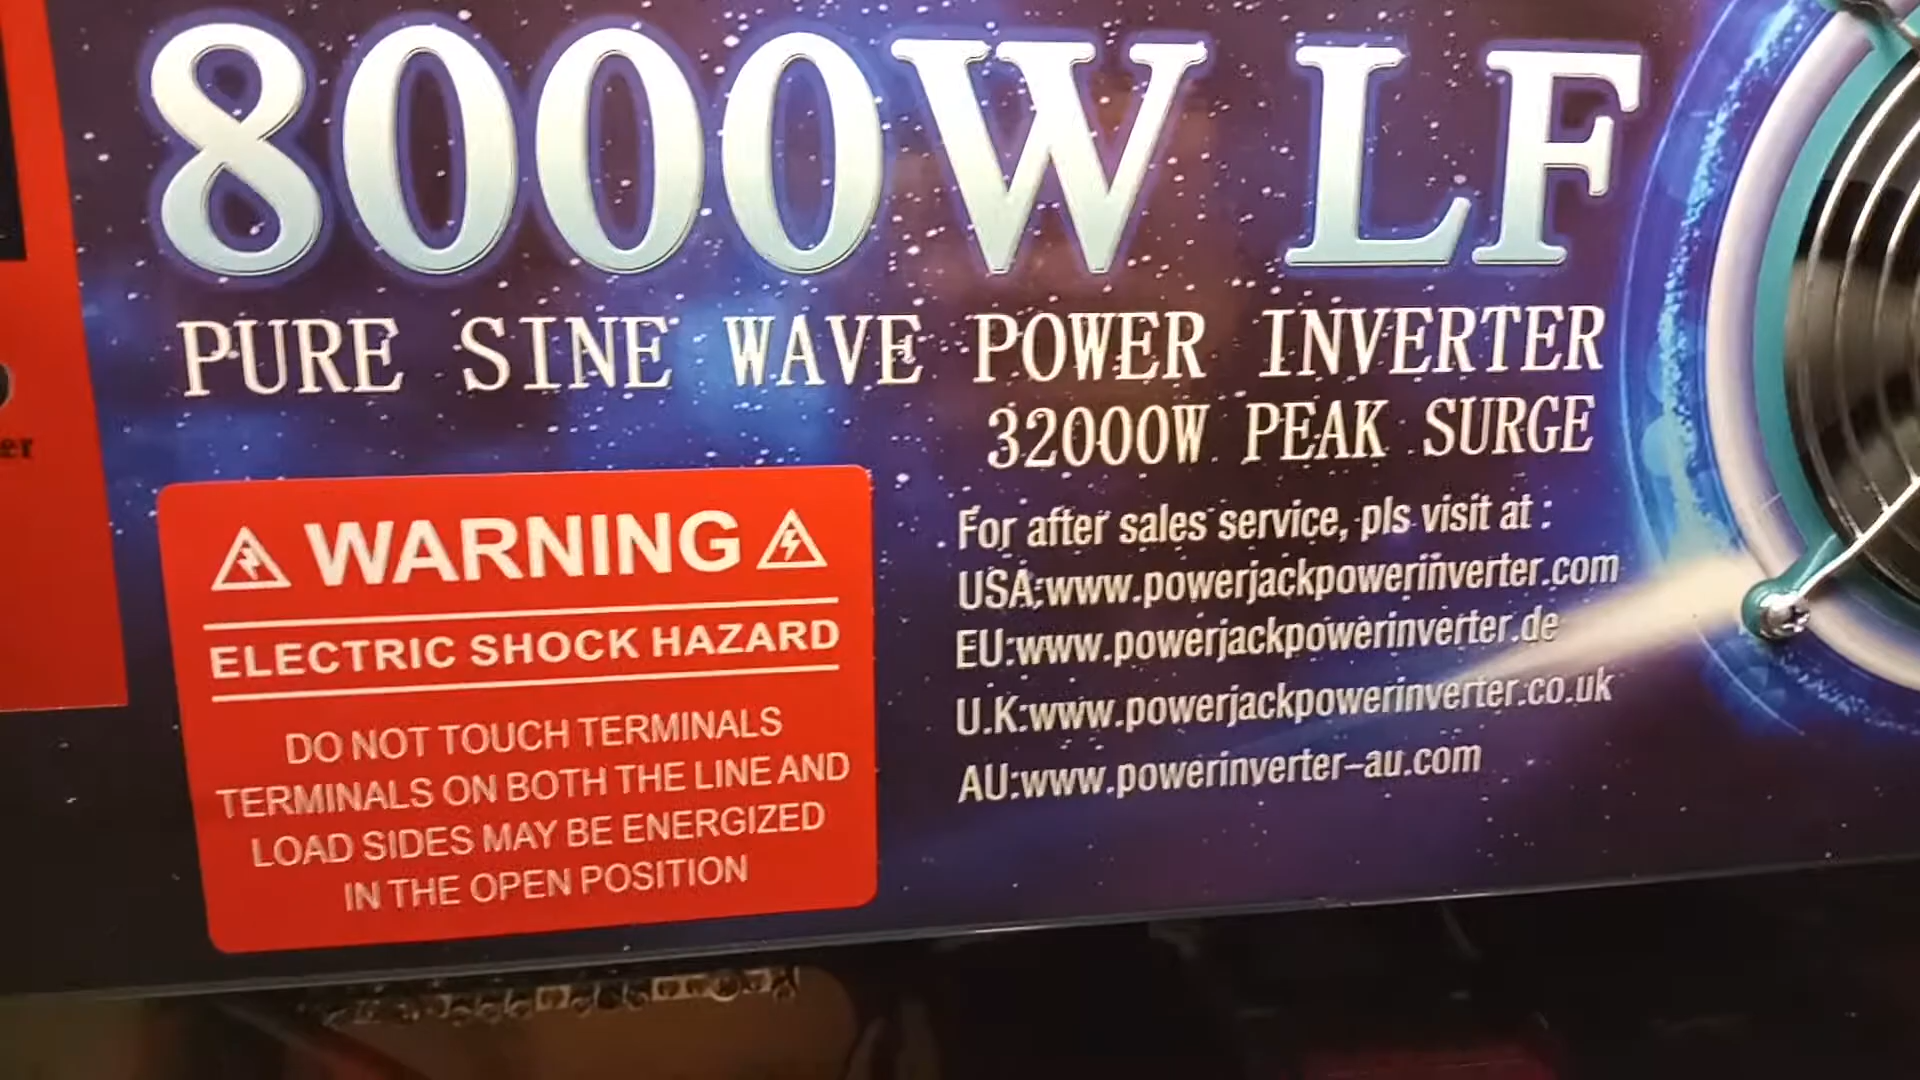 8000W LF
PURE SINE WAVE POWER INVERTER
32000W PEAK SURGE
er
WARNING
ELECTRIC SHOCK HAZARD
DO NOT TOUCH TERMINALS
TERMINALS ON BOTH THE LINE AND
LOAD SIDES MAY BE ENERGIZED
IN THE OPEN POSITION
For after sales service, pls visit at :
USA:www.powerjackpowerinverter.com
EU:www.powerjackpowerinverter.de
U.K:www.powerjackpowerinverter.co.uk
AU:www.powerinverter-au.com